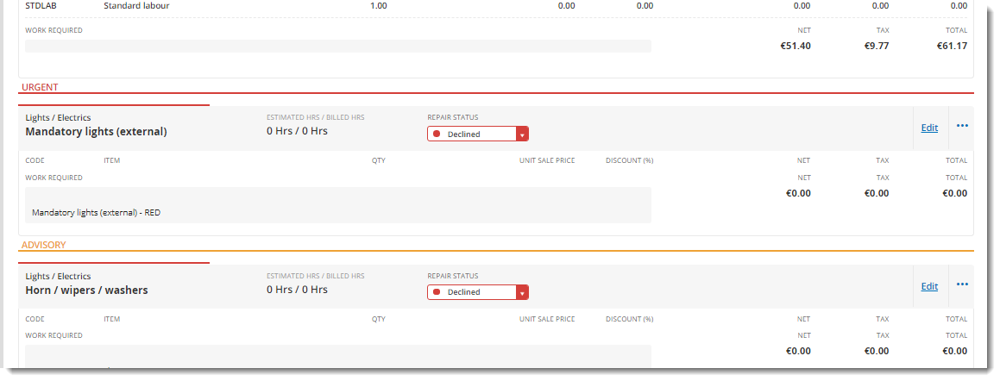 STDLAB Standard labour 1.00 0.00 0.00 0.00 0.00 0.00
WORK REQUIRED NET TAX TOTAL
€51.40 €9.77 €61.17
URGENT
Lights / Electrics ESTIMATED HRS / BILLED HRS REPAIR STATUS
Mandatory lights (external) 0 Hrs / 0 Hrs Declined Edit
CODE ITEM QTY UNIT SALE PRICE DISCOUNT (%) NET TAX TOTAL
WORK REQUIRED NET TAX TOTAL
€0.00 €0.00 €0.00
Mandatory lights (external) - RED
ADVISORY
Lights / Electrics ESTIMATED HRS / BILLED HRS REPAIR STATUS
Horn / wipers / washers 0 Hrs / 0 Hrs Declined Edit
CODE ITEM QTY UNIT SALE PRICE DISCOUNT (%) NET TAX TOTAL
WORK REQUIRED NET TAX TOTAL
€0.00 €0.00 €0.00